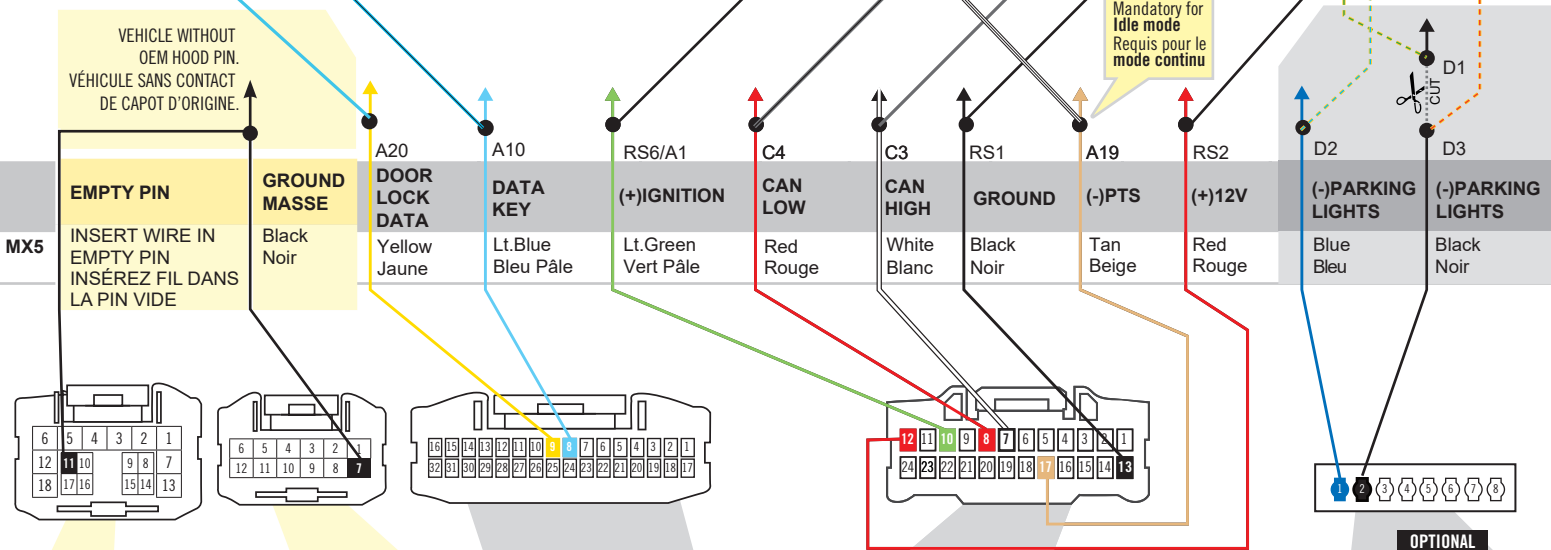 Mandatory for
Idle mode
Requis pour le
mode continu
VEHICLE WITHOUT
OEM HOOD PIN.
VÉHICULE SANS CONTACT
DE CAPOT D'ORIGINE.
D1
CUT
A20
A10
RS6/A1
C4
C3
RS1
A19
RS2
D2
D3
EMPTY PIN
GROUND
MASSE
DOOR
LOCK
DATA
DATA
KEY
(+)IGNITION
CAN
LOW
CAN
HIGH
GROUND
(-)PTS
(+)12V
(-)PARKING
LIGHTS
(-)PARKING
LIGHTS
MX5
INSERT WIRE IN
EMPTY PIN
INSÉREZ FIL DANS
LA PIN VIDE
Black
Noir
Yellow
Jaune
Lt.Blue
Bleu Pâle
Lt.Green
Vert Pâle
Red
Rouge
White
Blanc
Black
Noir
Tan
Beige
Red
Rouge
Blue
Bleu
Black
Noir
6 5 4 3 2 1
12 11 10 9 8 7
18 17 16 15 14 13
6 5 4 3 2 1
12 11 10 9 8 7
16 15 14 13 12 11 10 9 8 7 6 5 4 3 2 1
32 31 30 29 28 27 26 25 24 23 22 21 20 19 18 17
12 11 10 9 8 7 6 5 4 3 2 1
24 23 22 21 20 19 18 17 16 15 14 13
1 2 3 4 5 6 7 8
OPTIONAL